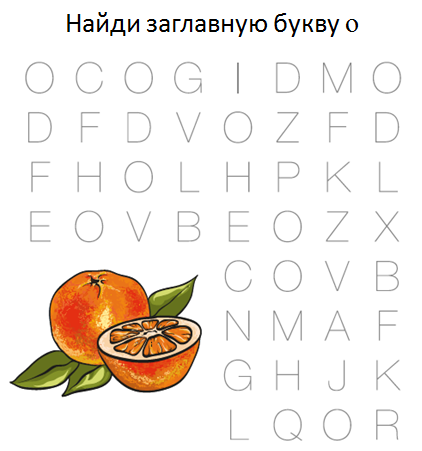 Найди заглавную букву о
O C O G I D M O
D F D V O Z F D
F H O L H P K L
E O V B E O Z X
C O V B
N M A F
G H J K
L Q O R